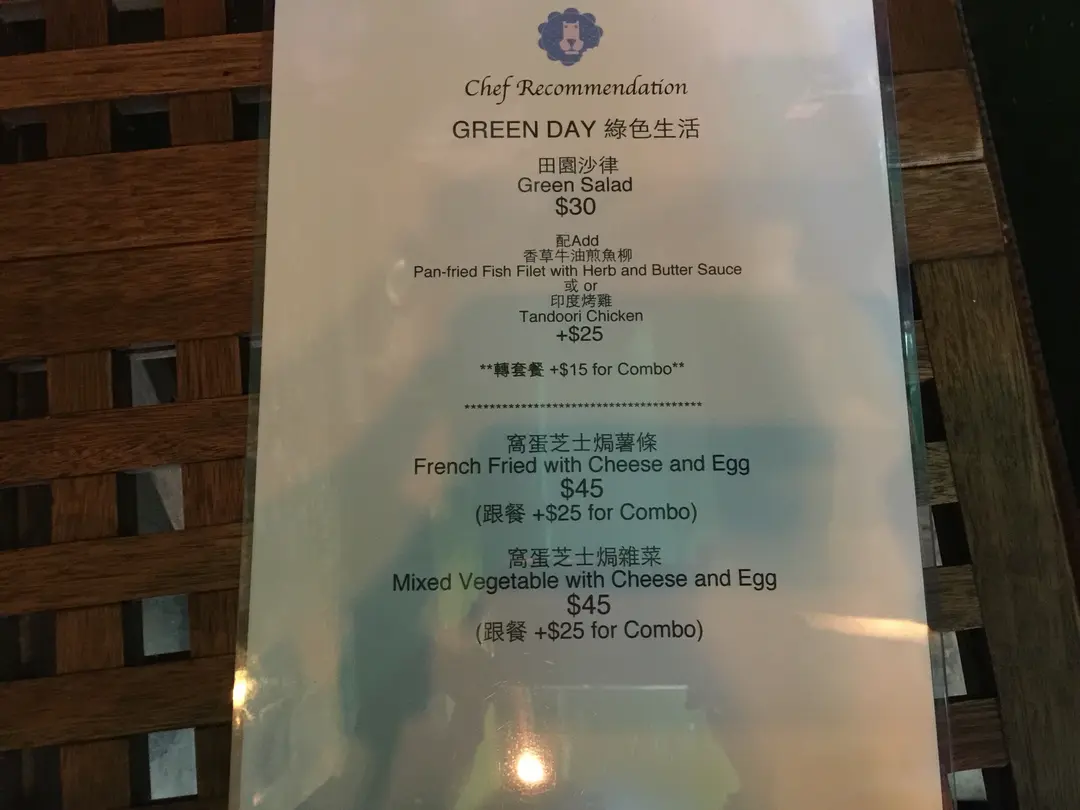 Chef Recommendation
GREEN DAY 綠色生活
田園沙律
Green Salad
$30
配Add
香草牛油煎魚柳
Pan-fried Fish Filet with Herb and Butter Sauce
或 or
印度烤雞
Tandoori Chicken
+$25
**轉套餐 +$15 for Combo**
**************************************
窩蛋芝士焗薯條
French Fried with Cheese and Egg
$45
(跟餐 +$25 for Combo)
窩蛋芝士焗雜菜
Mixed Vegetable with Cheese and Egg
$45
(跟餐 +$25 for Combo)